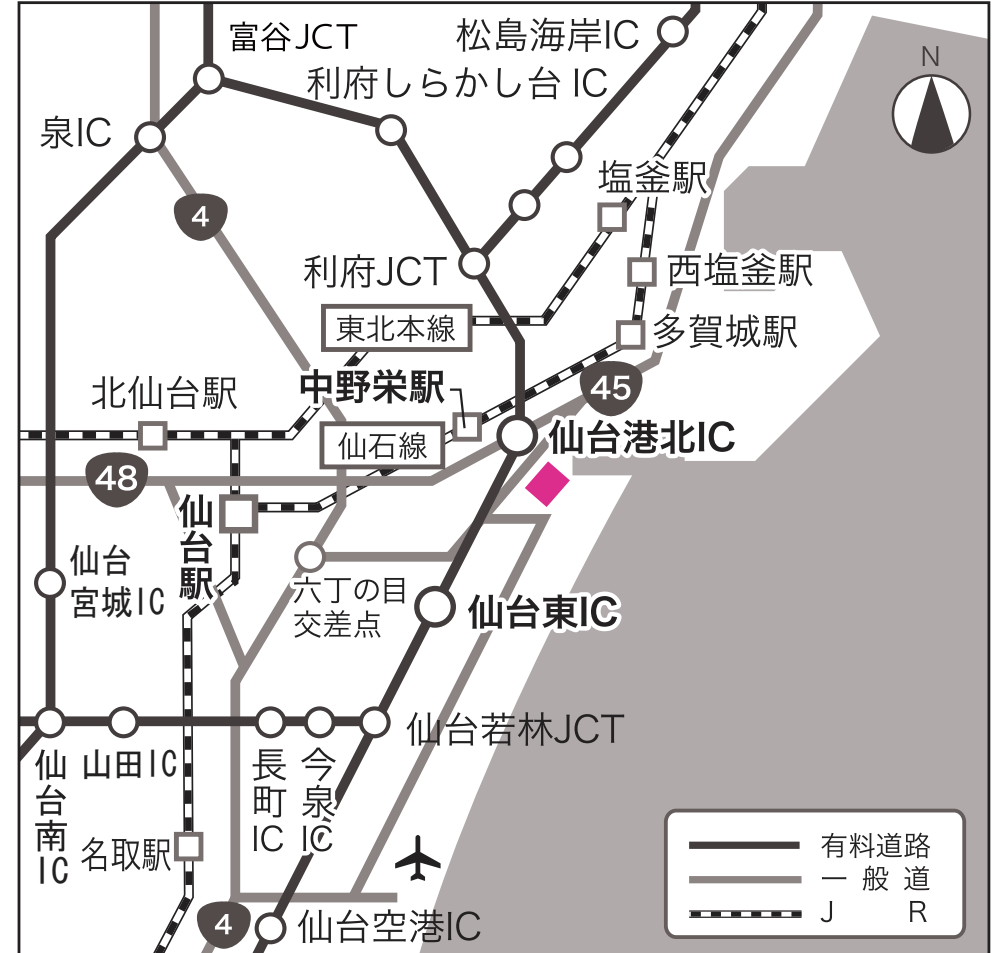 富谷JCT
松島海岸IC
N
利府しらかし台 IC
泉IC
塩釜駅
4
利府JCT
西塩釜駅
東北本線
多賀城駅
北仙台駅
中野栄駅
45
仙石線
仙台港北IC
48
仙台駅
仙台
宮城IC
六丁の目
交差点
仙台東IC
仙台若林JCT
仙台南IC
山田IC
長町IC
今泉IC
名取駅
有料道路
一般道
JR
4
仙台空港IC